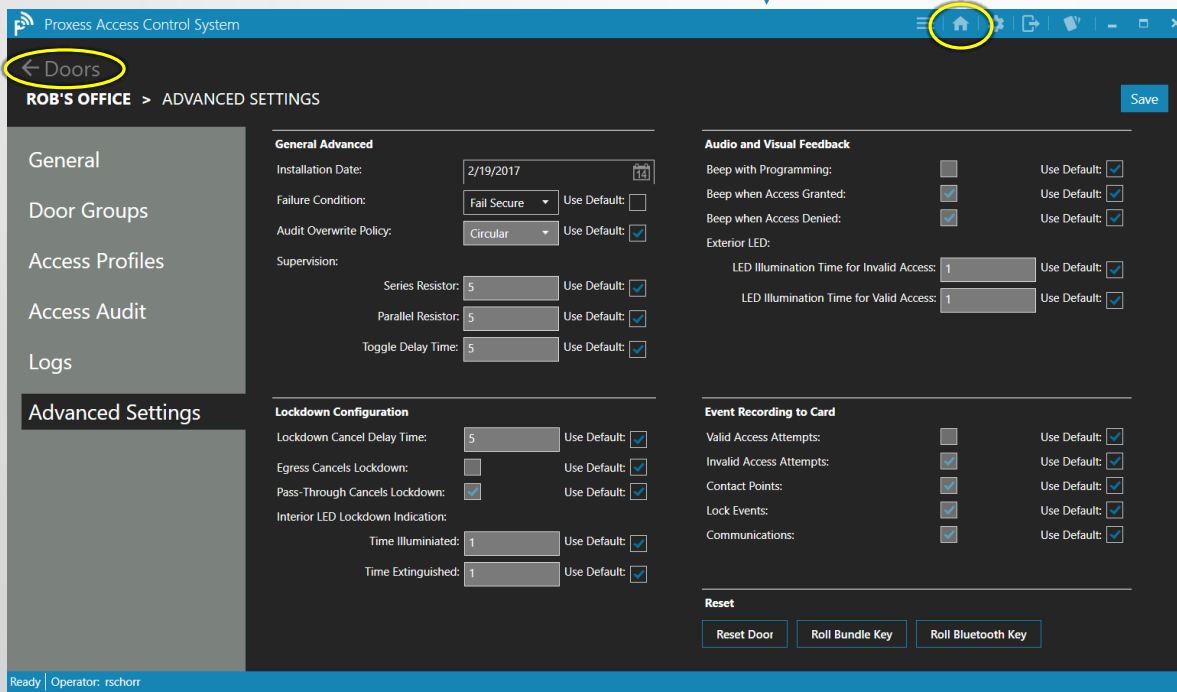 Proxess Access Control System
Doors
ROB'S OFFICE > ADVANCED SETTINGS
Save
General
Door Groups
Access Profiles
Access Audit
Logs
Advanced Settings
General Advanced
Installation Date: 2/19/2017 14
Failure Condition: Fail Secure Use Default:
Audit Overwrite Policy: Circular Use Default:
Supervision:
Series Resistor: 5 Use Default:
Parallel Resistor: 5 Use Default:
Toggle Delay Time: 5 Use Default:
Audio and Visual Feedback
Beep with Programming: Use Default:
Beep when Access Granted: Use Default:
Beep when Access Denied: Use Default:
Exterior LED:
LED Illumination Time for Invalid Access: 1 Use Default:
LED Illumination Time for Valid Access: 1 Use Default:
Lockdown Configuration
Lockdown Cancel Delay Time: 5 Use Default:
Egress Cancels Lockdown: Use Default:
Pass-Through Cancels Lockdown: Use Default:
Interior LED Lockdown Indication:
Time Illuminiated: 1 Use Default:
Time Extinguished: 1 Use Default:
Event Recording to Card
Valid Access Attempts: Use Default:
Invalid Access Attempts: Use Default:
Contact Points: Use Default:
Lock Events: Use Default:
Communications: Use Default:
Reset
Reset Door Roll Bundle Key Roll Bluetooth Key
Ready Operator: rschorr